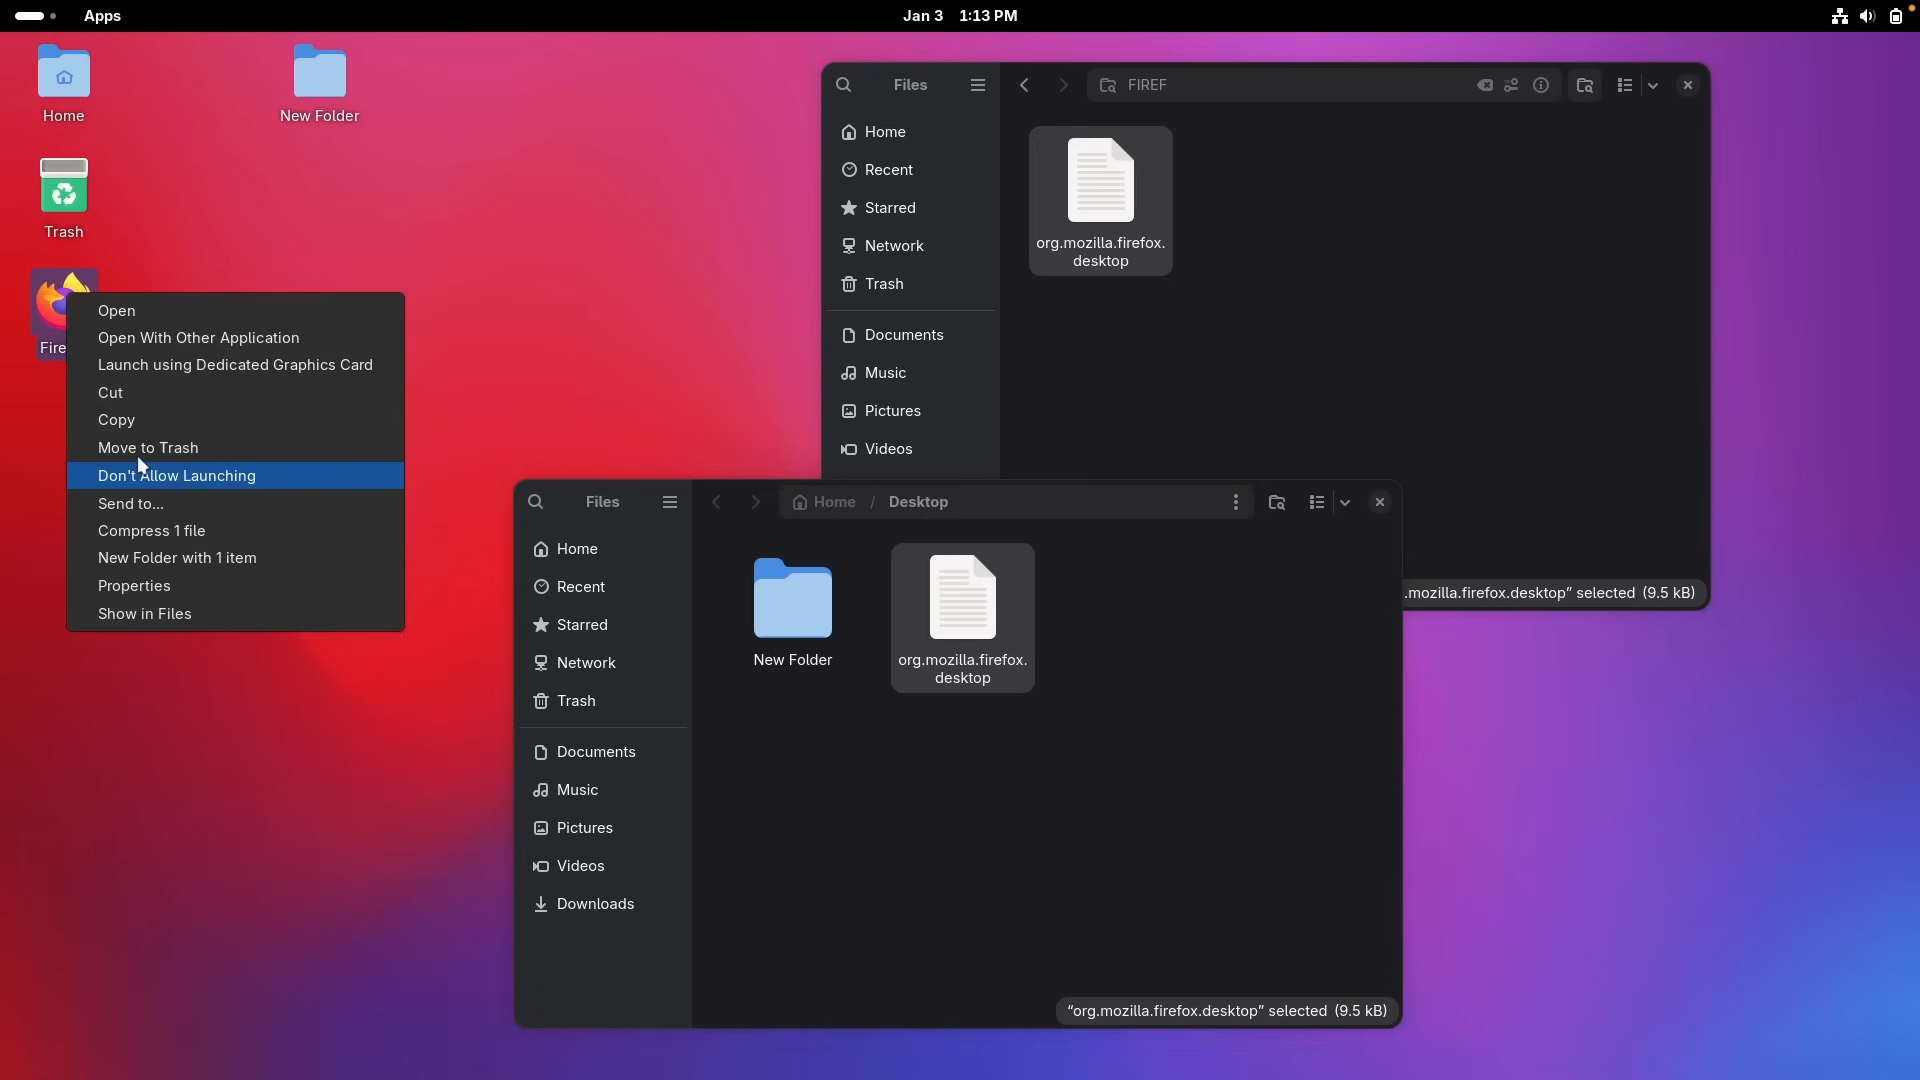 Apps
Jan 3 1:13 PM
Home
New Folder
Trash
Fire
Open
Open With Other Application
Launch using Dedicated Graphics Card
Cut
Copy
Move to Trash
Don't Allow Launching
Send to...
Compress 1 file
New Folder with 1 item
Properties
Show in Files
Files
FIREF
Home
Recent
Starred
Network
Trash
Documents
Music
Pictures
Videos
org.mozilla.firefox.
desktop
.mozilla.firefox.desktop” selected (9.5 kB)
Files
Home / Desktop
Home
Recent
Starred
Network
Trash
Documents
Music
Pictures
Videos
Downloads
New Folder
org.mozilla.firefox.
desktop
“org.mozilla.firefox.desktop” selected (9.5 kB)